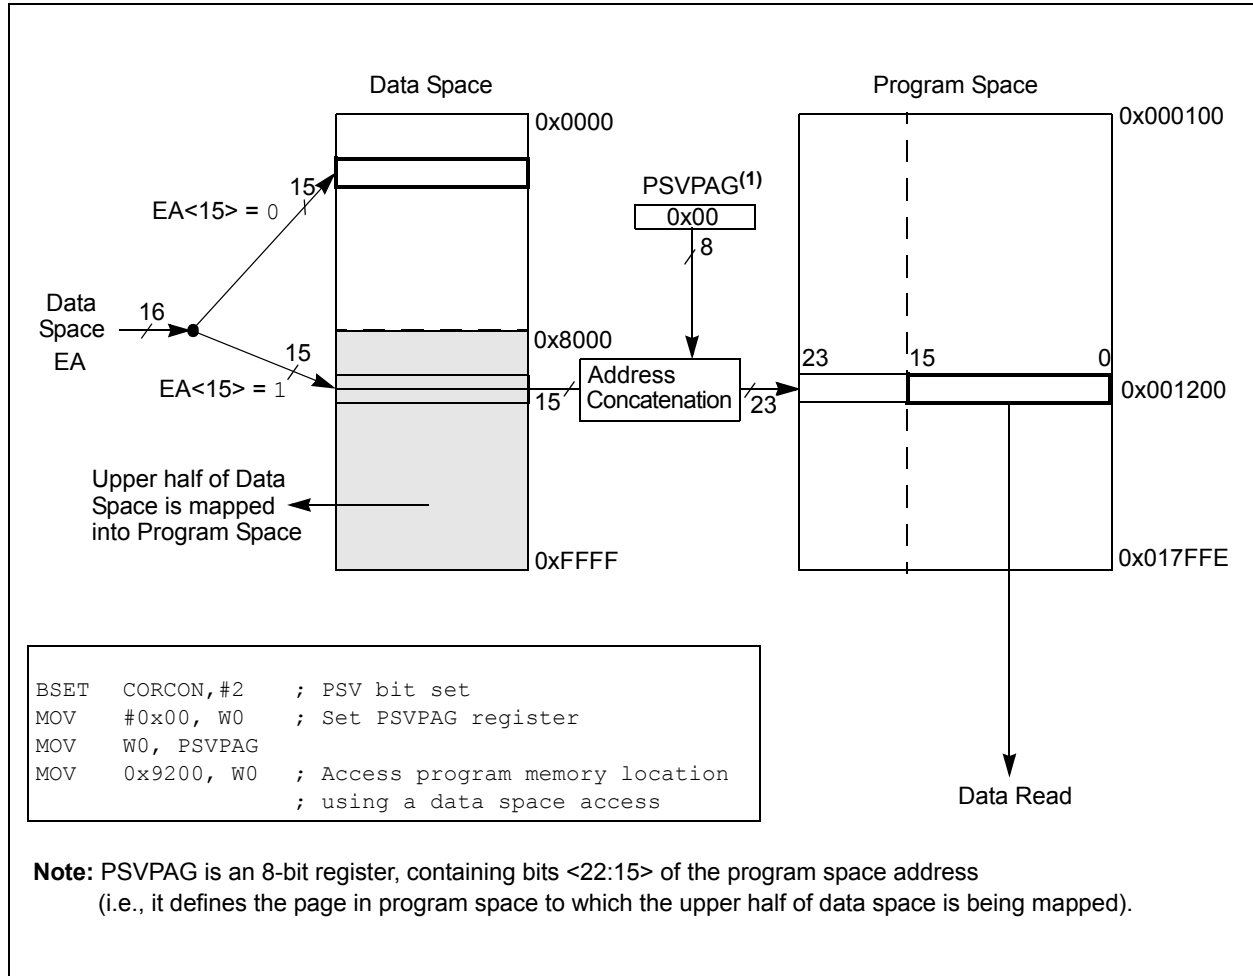 Data Space
Program Space
0x0000
0x000100
15
PSVPAG(1)
EA<15> = 0
0x00
8
Data
Space
EA
16
15
0x8000
23
15
0
EA<15> = 1
15
Address
Concatenation
23
0x001200
Upper half of Data
Space is mapped
into Program Space
0xFFFF
0x017FFE
BSET CORCON,#2 ; PSV bit set
MOV #0x00, W0 ; Set PSVPAG register
MOV W0, PSVPAG
MOV 0x9200, W0 ; Access program memory location
; using a data space access
Data Read
Note: PSVPAG is an 8-bit register, containing bits <22:15> of the program space address
(i.e., it defines the page in program space to which the upper half of data space is being mapped).